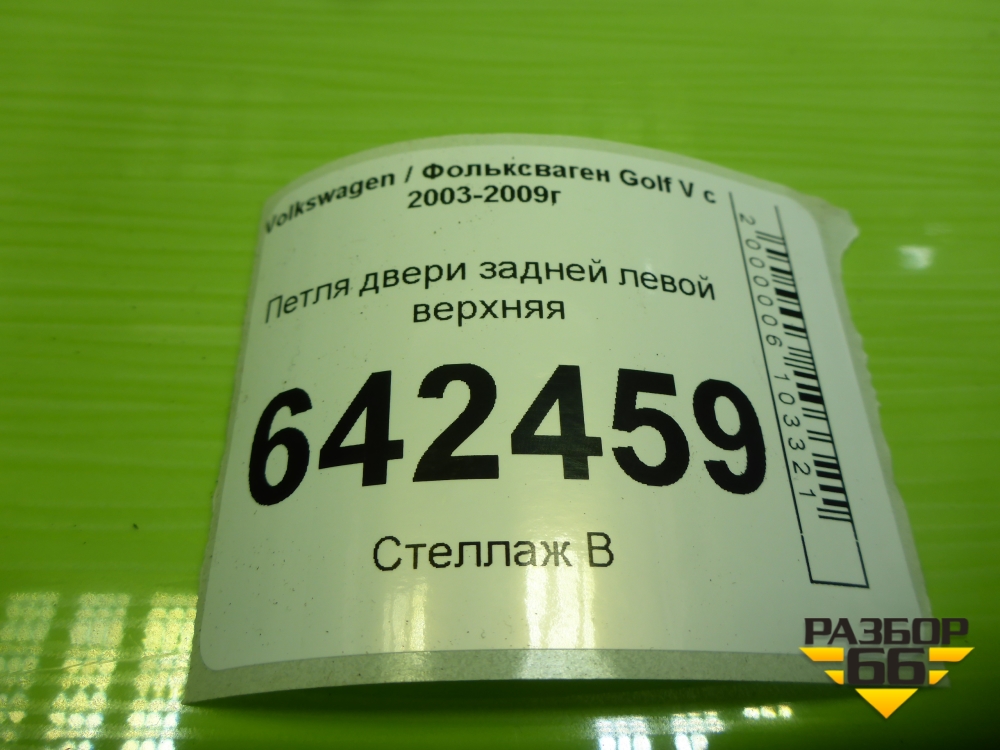 Volkswagen / Фольксваген Golf V с
2003-2009г
Петля двери задней левой
верхняя
642459
Стеллаж В
2000006103321
РАЗБОР
66